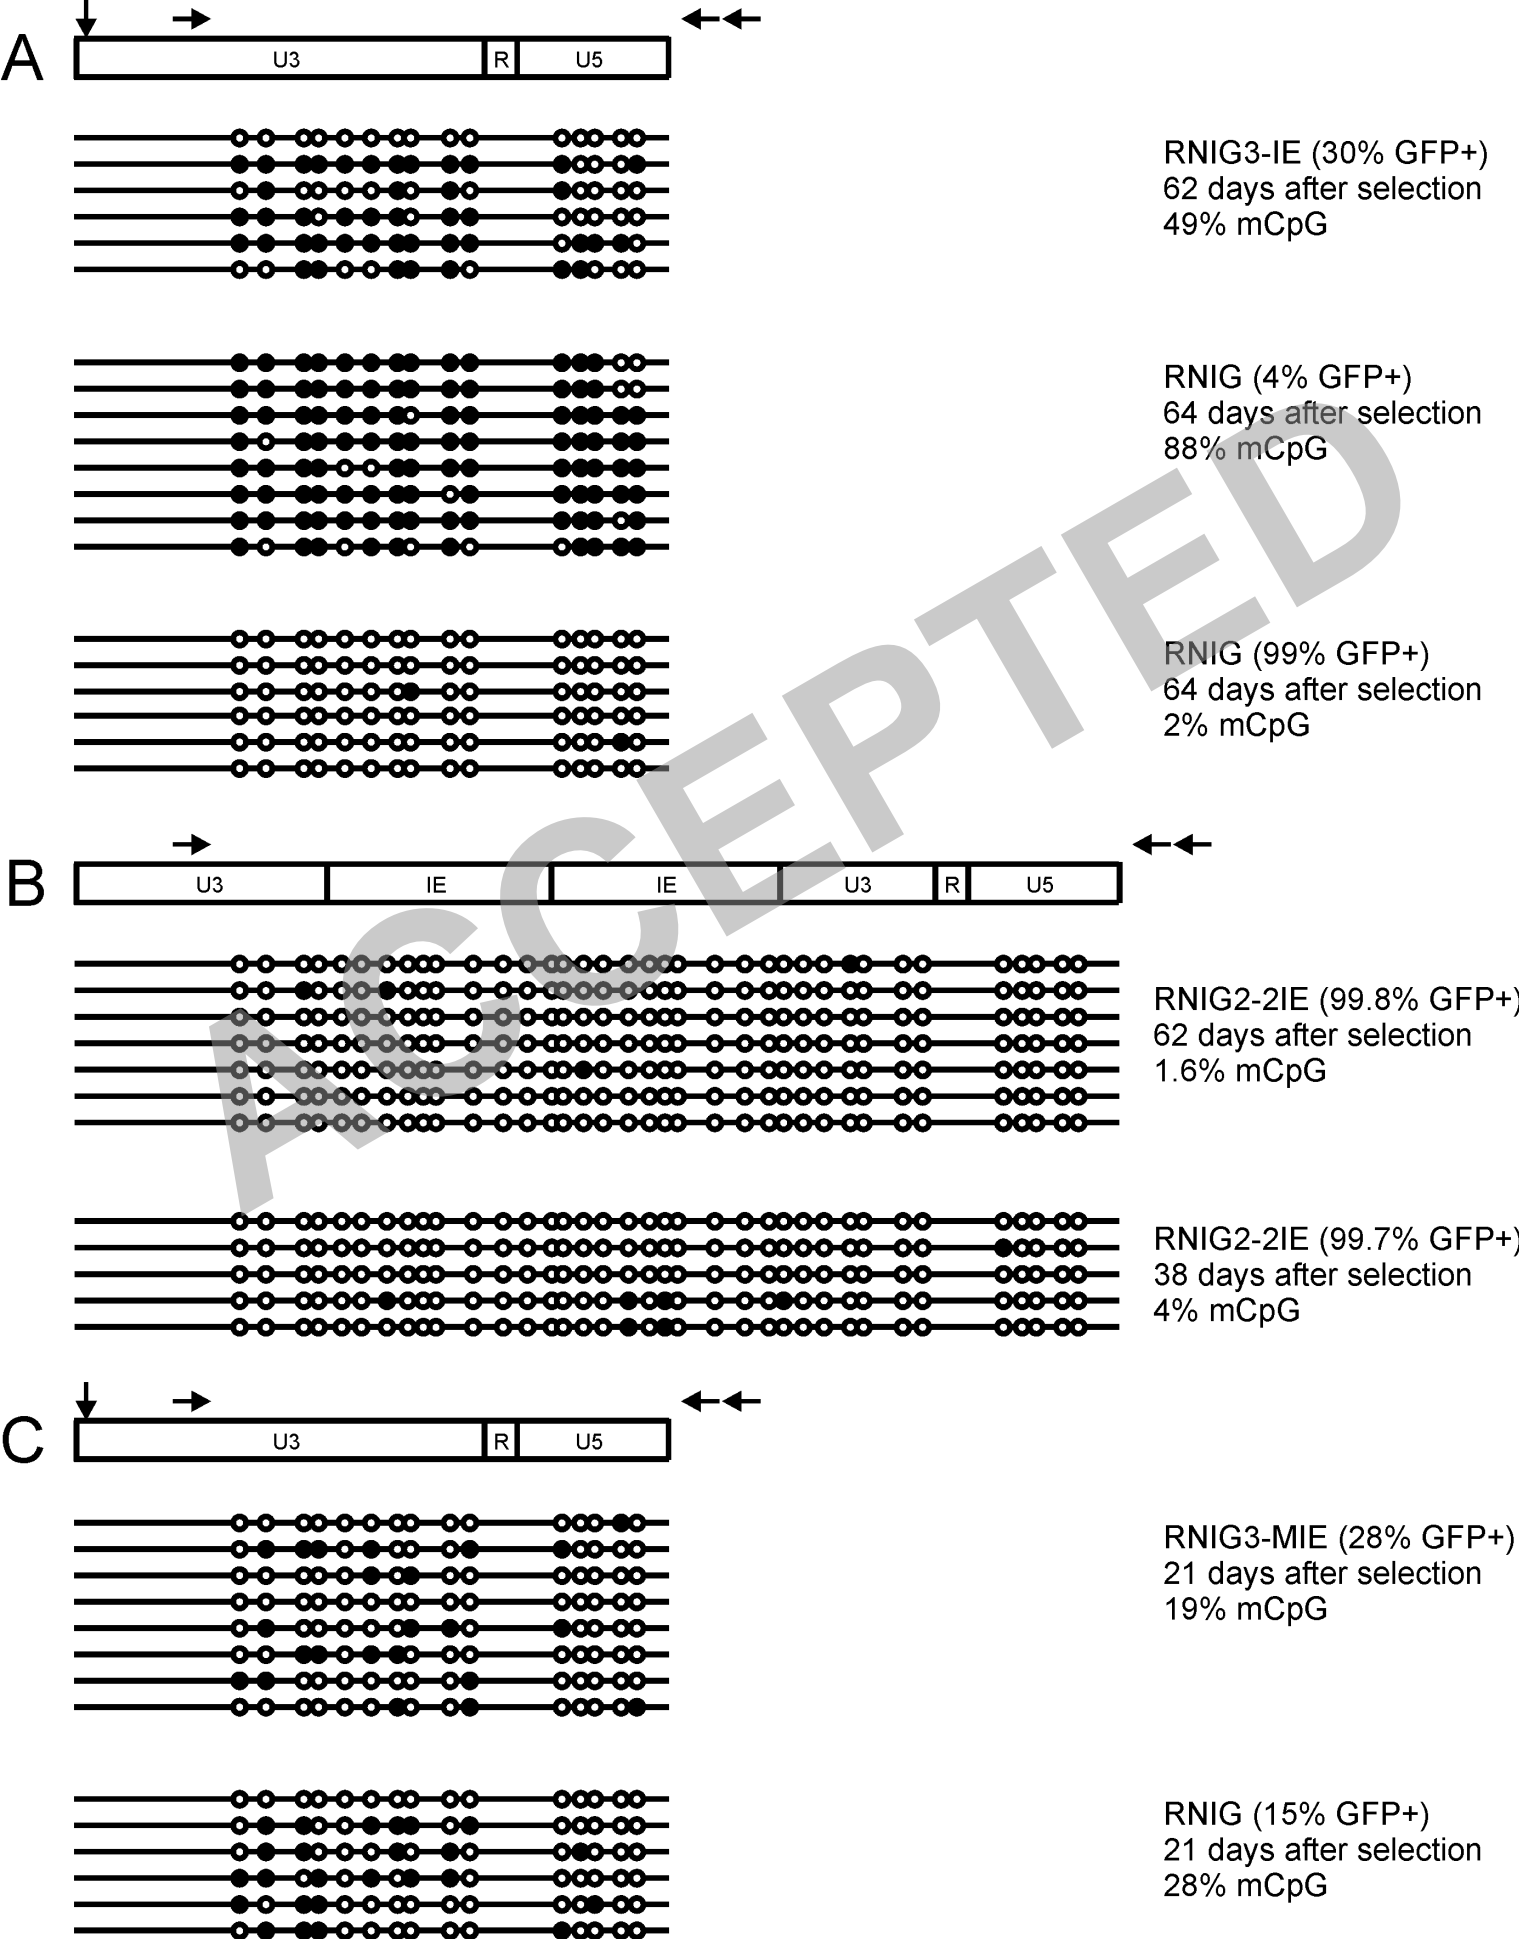 A
U3 R U5
RNIG3-IE (30% GFP+)
62 days after selection
49% mCpG
RNIG (4% GFP+)
64 days after selection
88% mCpG
RNIG (99% GFP+)
64 days after selection
2% mCpG
ACCEPTED
B
U3 IE IE U3 R U5
RNIG2-2IE (99.8% GFP+)
62 days after selection
1.6% mCpG
RNIG2-2IE (99.7% GFP+)
38 days after selection
4% mCpG
C
U3 R U5
RNIG3-MIE (28% GFP+)
21 days after selection
19% mCpG
RNIG (15% GFP+)
21 days after selection
28% mCpG